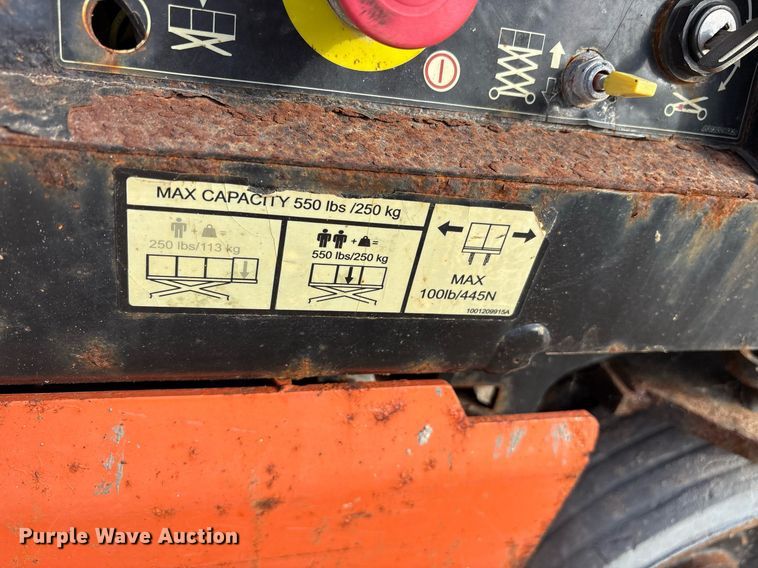 MAX CAPACITY 550 lbs /250 kg
+ =
250 lbs/113 kg
+ =
550 lbs/250 kg
MAX
100lb/445N
1001209915A
Purple Wave Auction